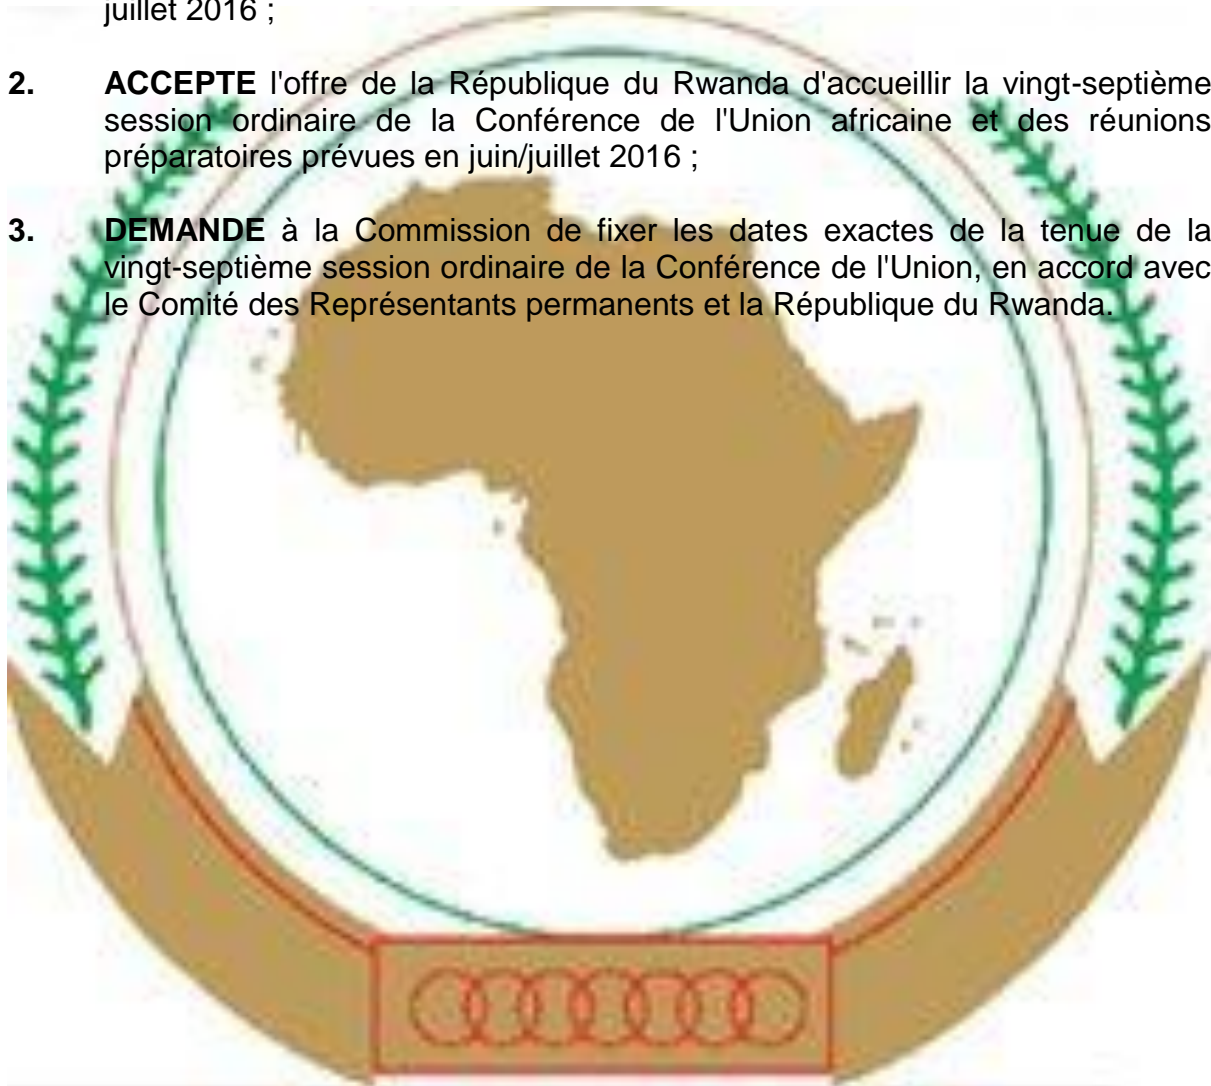 juillet 2016 ;
2. ACCEPTE l'offre de la République du Rwanda d'accueillir la vingt-septième
session ordinaire de la Conférence de l'Union africaine et des réunions
préparatoires prévues en juin/juillet 2016 ;
3. DEMANDE à la Commission de fixer les dates exactes de la tenue de la
vingt-septième session ordinaire de la Conférence de l'Union, en accord avec
le Comité des Représentants permanents et la République du Rwanda.